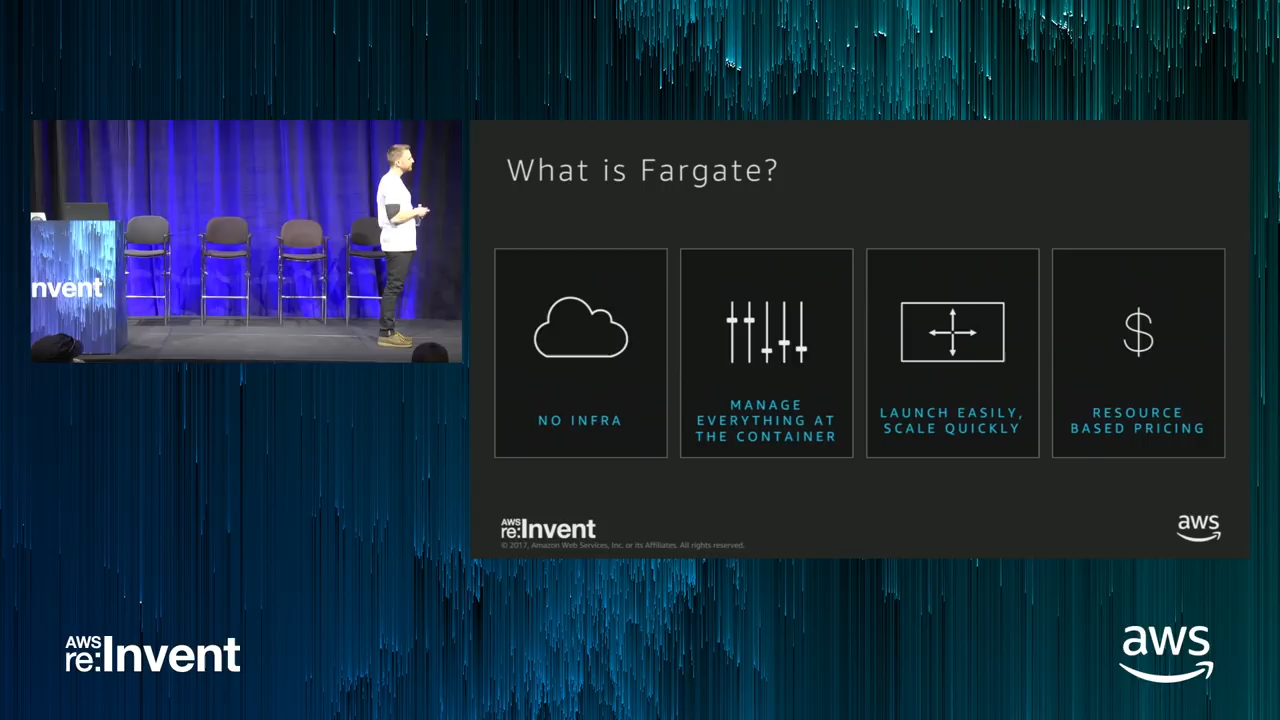 nvent
What is Fargate?
NO INFRA
MANAGE
EVERYTHING AT
THE CONTAINER
LAUNCH EASILY,
SCALE QUICKLY
RESOURCE
BASED PRICING
AWS
re:Invent
© 2017, Amazon Web Services, Inc. or its Affiliates. All rights reserved.
aws
AWS
re:Invent
aws